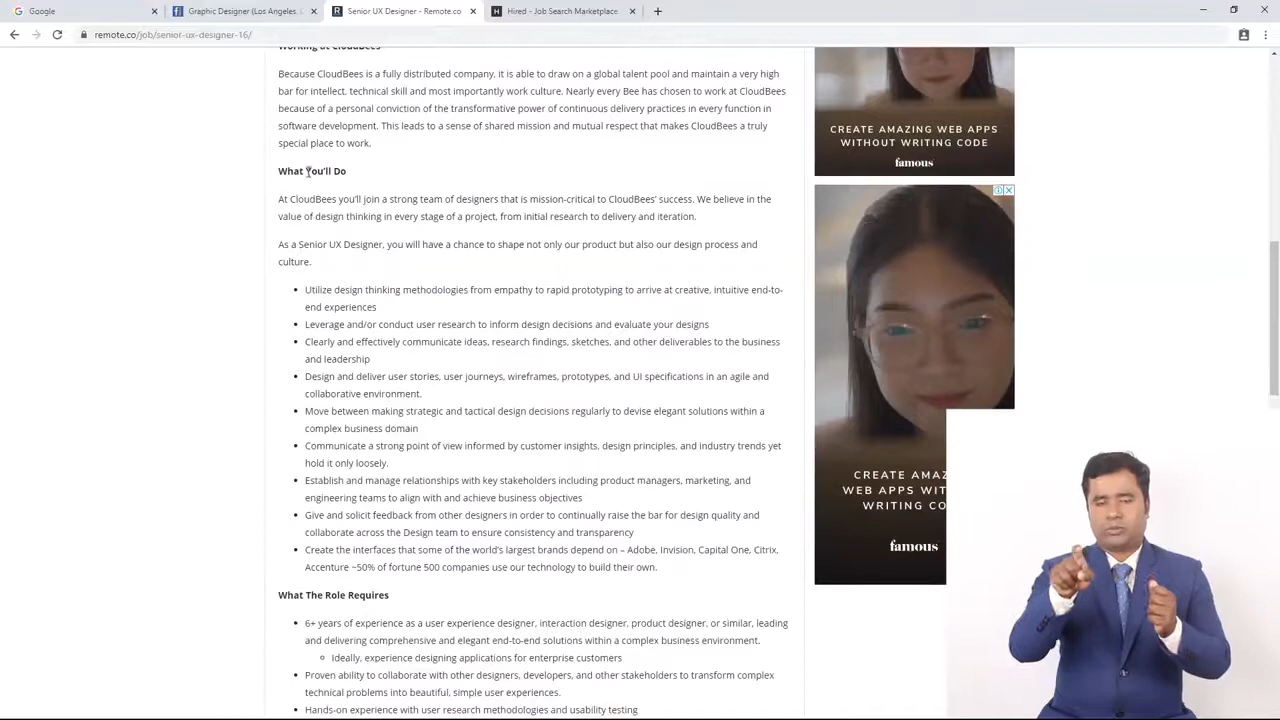 Google
Graphic Designer (Los Angeles,
Senior UX Designer - Remote.co
Hired - Job Search Marketplace
remote.co/job/senior-ux-designer-16/
Working at CloudBees
Because CloudBees is a fully distributed company, it is able to draw on a global talent pool and maintain a very high
bar for intellect, technical skill and most importantly work culture. Nearly every Bee has chosen to work at CloudBees
because of a personal conviction of the transformative power of continuous delivery practices in every function in
software development. This leads to a sense of shared mission and mutual respect that makes CloudBees a truly
special place to work.
What You'll Do
At CloudBees you'll join a strong team of designers that is mission-critical to CloudBees' success. We believe in the
value of design thinking in every stage of a project, from initial research to delivery and iteration.
As a Senior UX Designer, you will have a chance to shape not only our product but also our design process and
culture.
• Utilize design thinking methodologies from empathy to rapid prototyping to arrive at creative, intuitive end-to-
end experiences
• Leverage and/or conduct user research to inform design decisions and evaluate your designs
• Clearly and effectively communicate ideas, research findings, sketches, and other deliverables to the business
and leadership
• Design and deliver user stories, user journeys, wireframes, prototypes, and UI specifications in an agile and
collaborative environment.
• Move between making strategic and tactical design decisions regularly to devise elegant solutions within a
complex business domain
• Communicate a strong point of view informed by customer insights, design principles, and industry trends yet
hold it only loosely.
• Establish and manage relationships with key stakeholders including product managers, marketing, and
engineering teams to align with and achieve business objectives
• Give and solicit feedback from other designers in order to continually raise the bar for design quality and
collaborate across the Design team to ensure consistency and transparency
• Create the interfaces that some of the world's largest brands depend on – Adobe, Invision, Capital One, Citrix,
Accenture ~50% of fortune 500 companies use our technology to build their own.
What The Role Requires
• 6+ years of experience as a user experience designer, interaction designer, product designer, or similar, leading
and delivering comprehensive and elegant end-to-end solutions within a complex business environment.
◦ Ideally, experience designing applications for enterprise customers
• Proven ability to collaborate with other designers, developers, and other stakeholders to transform complex
technical problems into beautiful, simple user experiences.
• Hands-on experience with user research methodologies and usability testing
CREATE AMAZING WEB APPS
WITHOUT WRITING CODE
famous
CREATE AMAZ
WEB APPS WIT
WRITING CO
famous